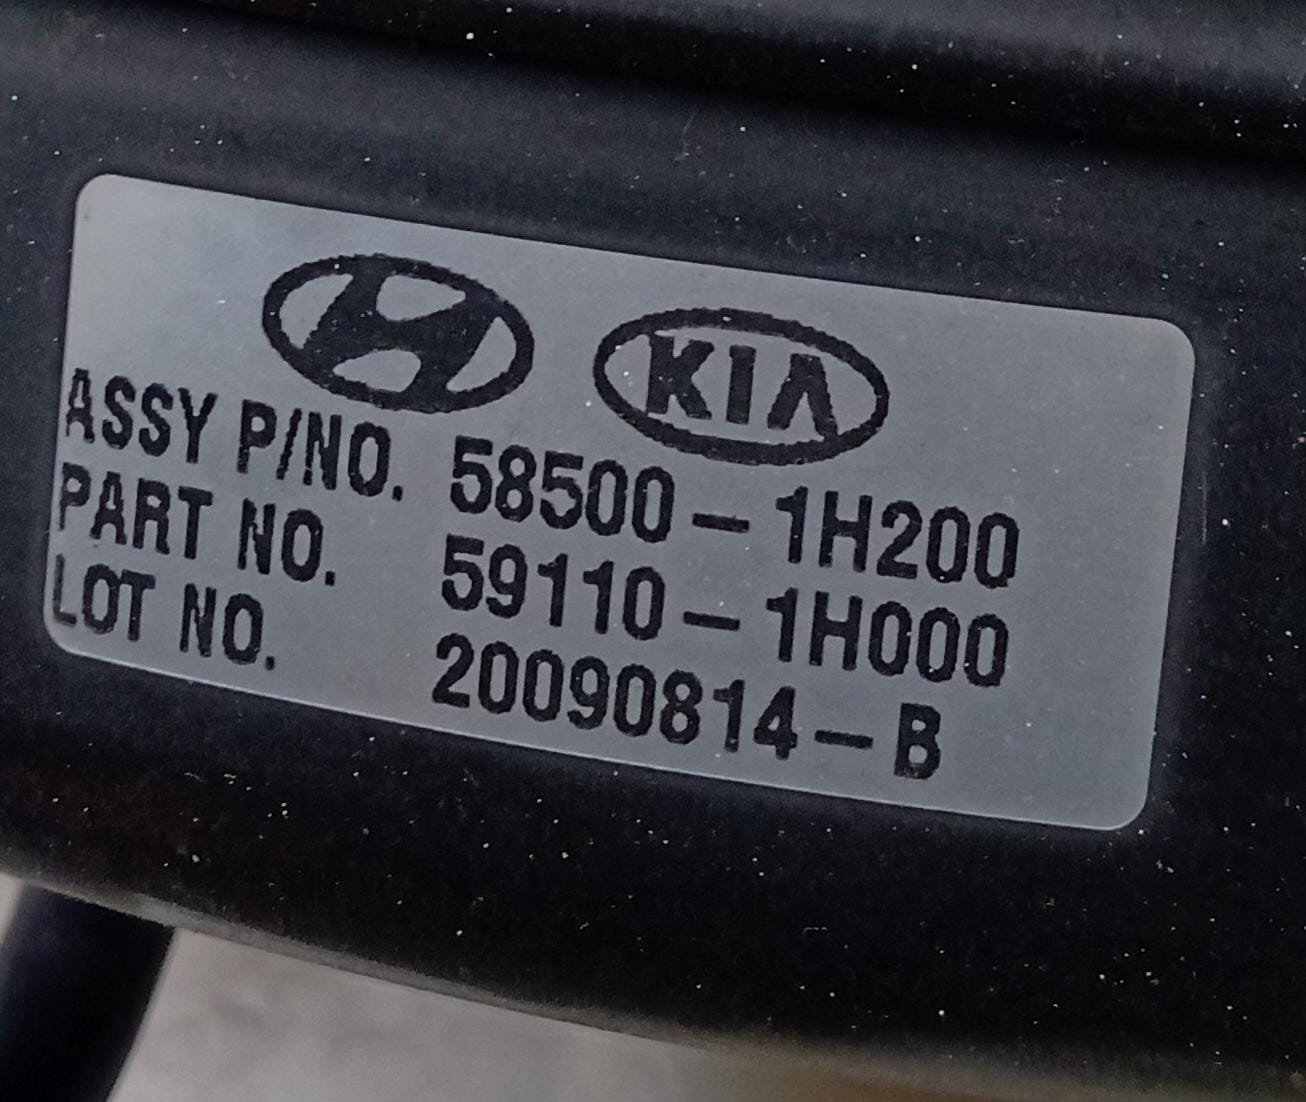 KIA
ASSY P/NO. 58500-1H200
PART NO. 59110-1H000
LOT NO. 20090814-B